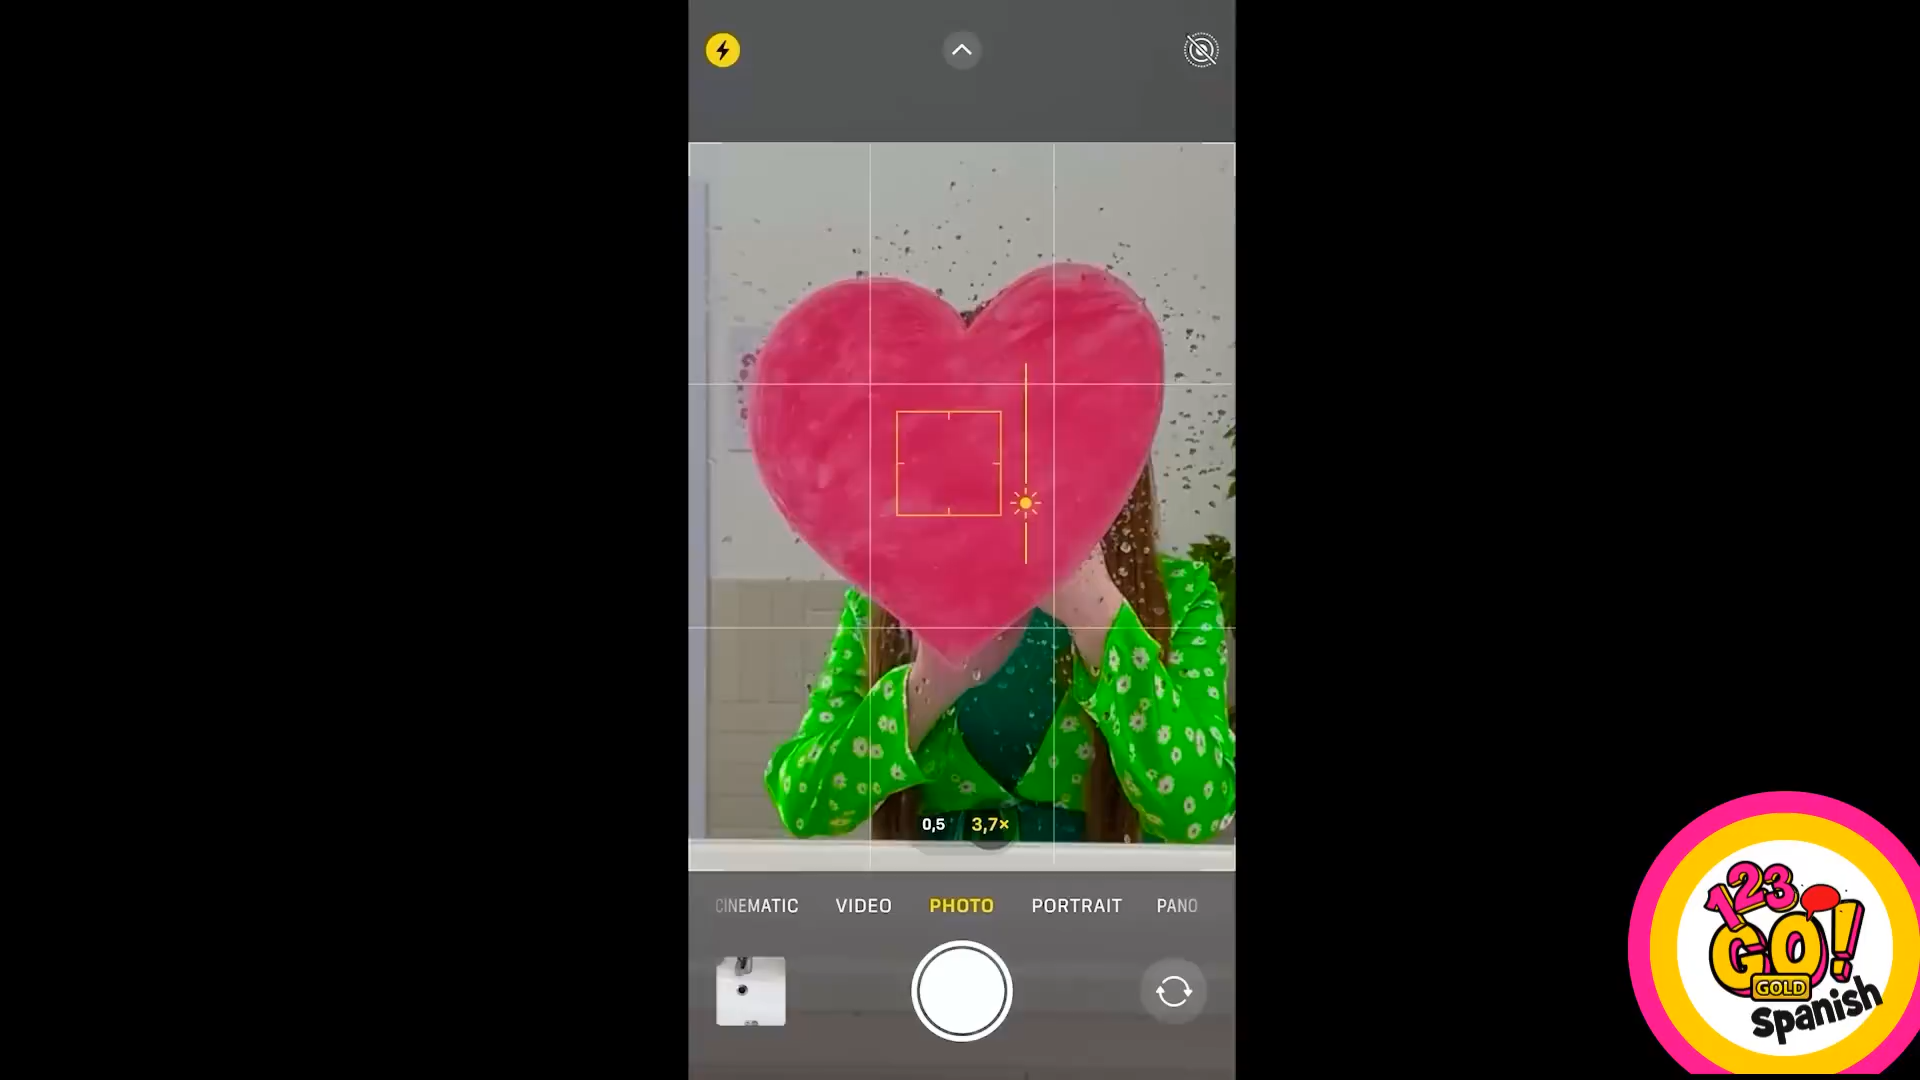 0,5 3,7×
CINEMATIC VIDEO PHOTO PORTRAIT PANO
123
GO!
GOLD
Spanish